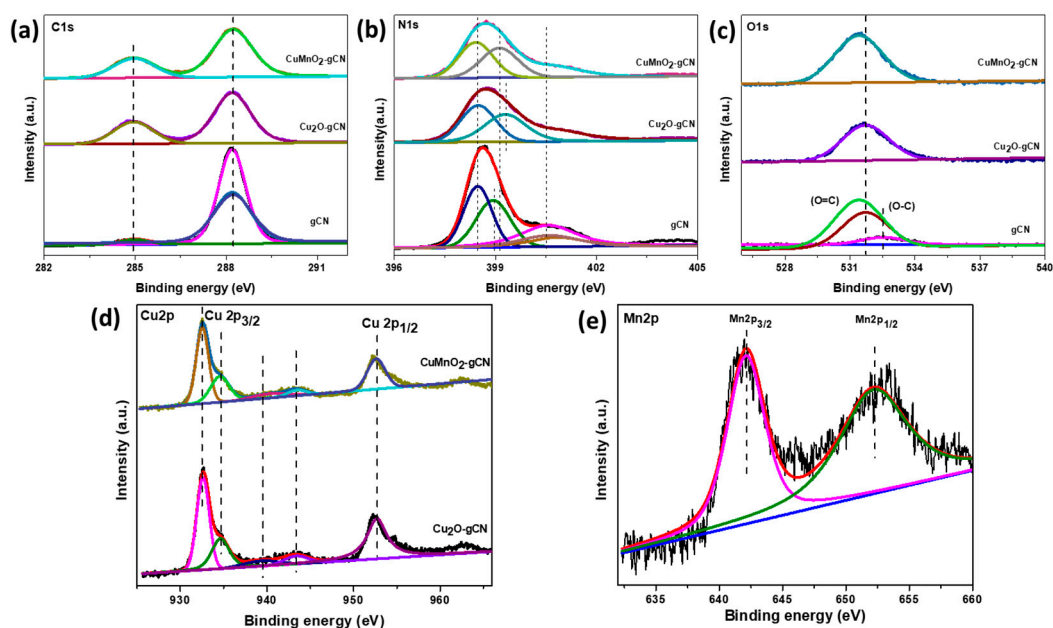 (a) C1s
CuMnO₂-gCN
Cu₂O-gCN
gCN
Intensity(a.u.)
282 285 288 291
Binding energy (eV)
(b) N1s
CuMnO₂-gCN
Cu₂O-gCN
gCN
Intensity(a.u.)
396 399 402 405
Binding energy (eV)
(c) O1s
CuMnO₂-gCN
Cu₂O-gCN
(O=C) (O-C)
gCN
Intensity (a.u.)
528 531 534 537 540
Binding energy (eV)
(d)
Cu2p Cu 2p3/2 Cu 2p1/2
CuMnO₂-gCN
Cu₂O-gCN
Intensity (a.u.)
930 940 950 960
Binding energy (eV)
(e) Mn2p
Mn2p3/2 Mn2p1/2
Intensity (a.u.)
635 640 645 650 655 660
Binding energy (eV)